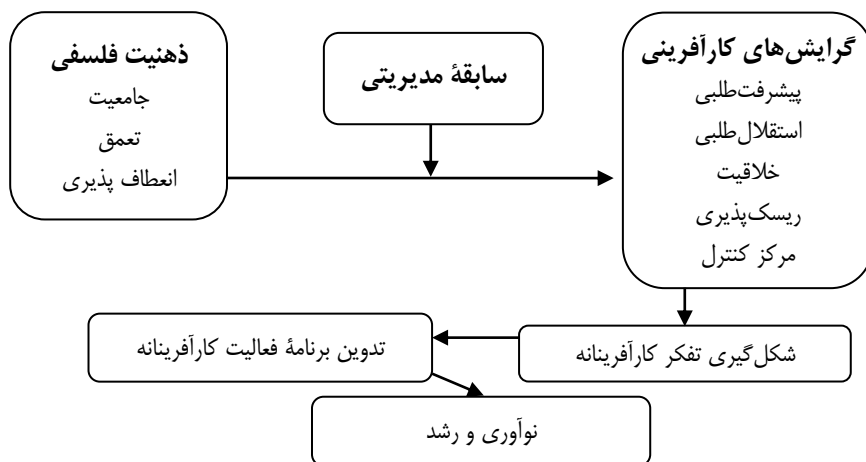 گرایش‌های کارآفرینی
پیشرفت‌طلبی
استقلال‌طلبی
خلاقیت
ریسک‌پذیری
مرکز کنترل
سابقهٔ مدیریتی
ذهنیت فلسفی
جامعیت
تعمق
انعطاف پذیری
شکل‌گیری تفکر کارآفرینانه
تدوین برنامهٔ فعالیت کارآفرینانه
نوآوری و رشد